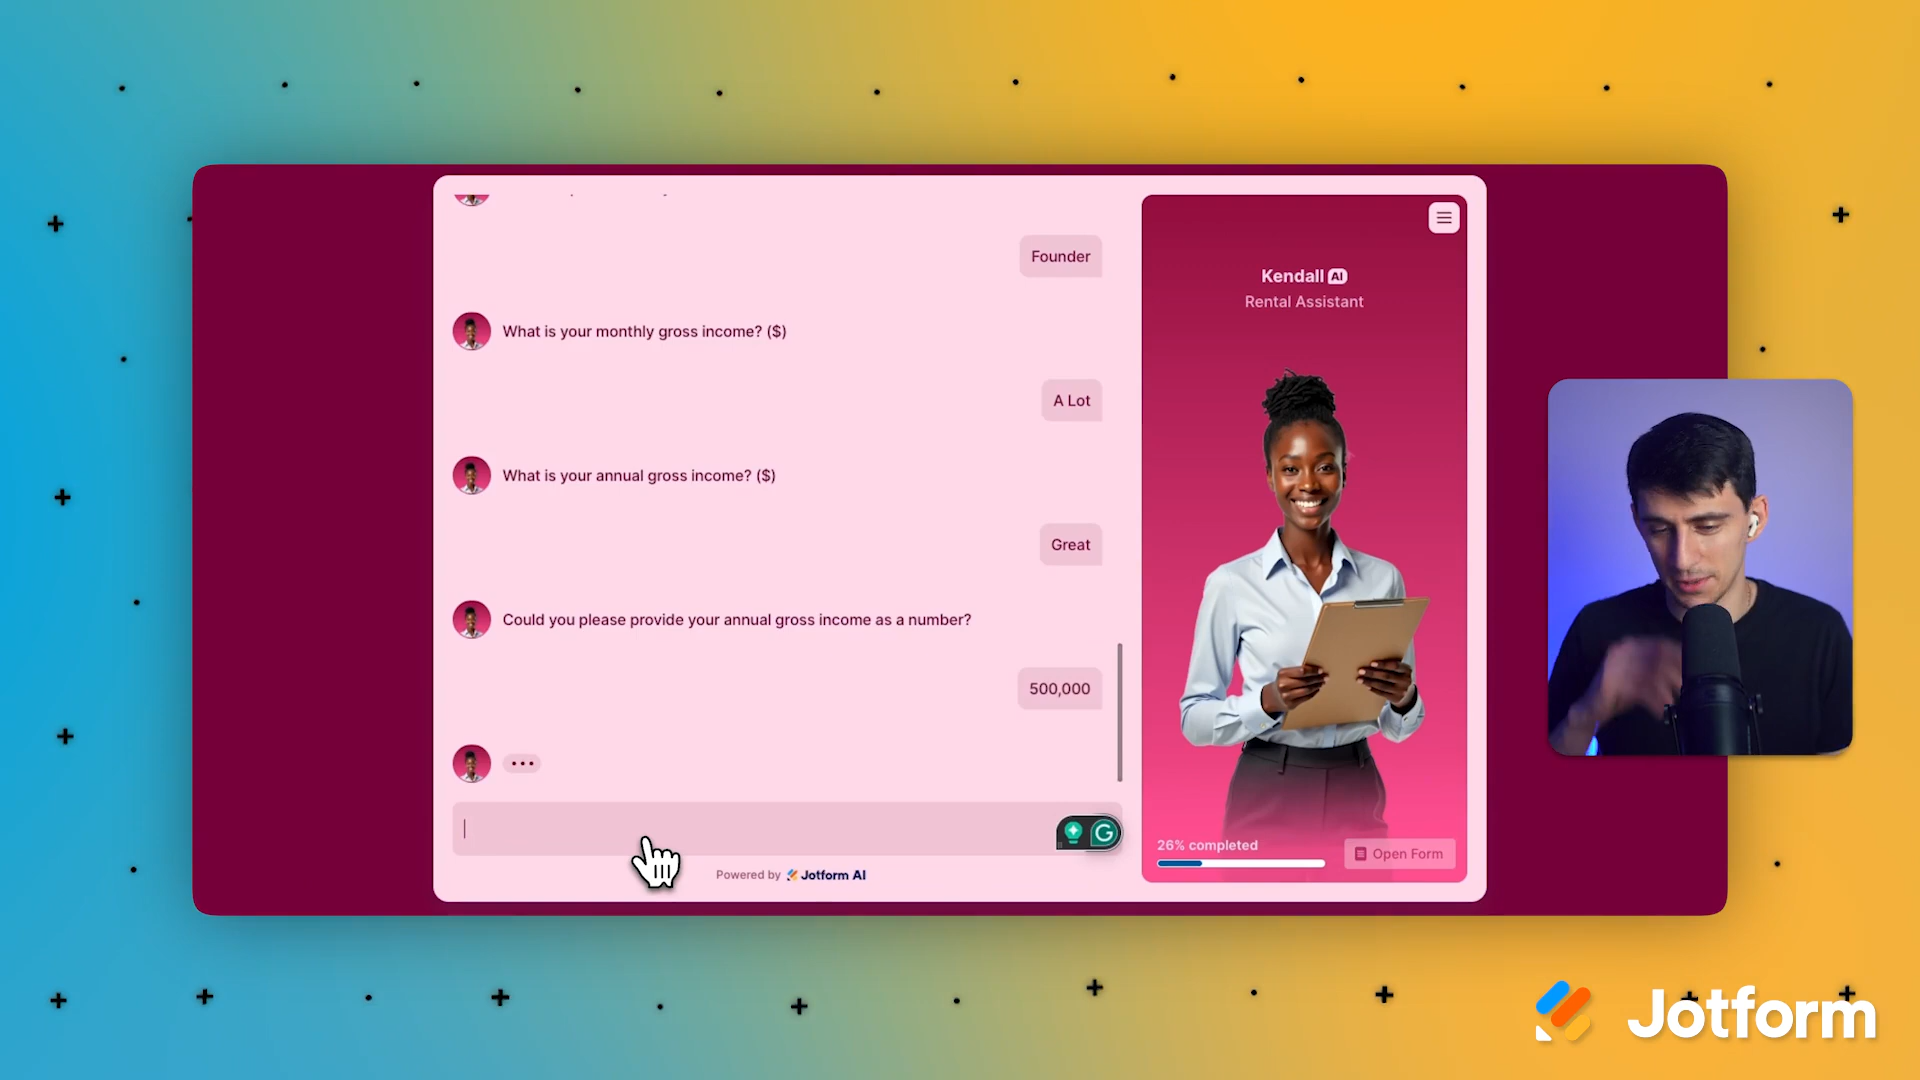 Founder
What is your monthly gross income? ($)
A Lot
What is your annual gross income? ($)
Great
Could you please provide your annual gross income as a number?
500,000
Powered by Jotform AI
Kendall AI
Rental Assistant
26% completed
Open Form
Jotform